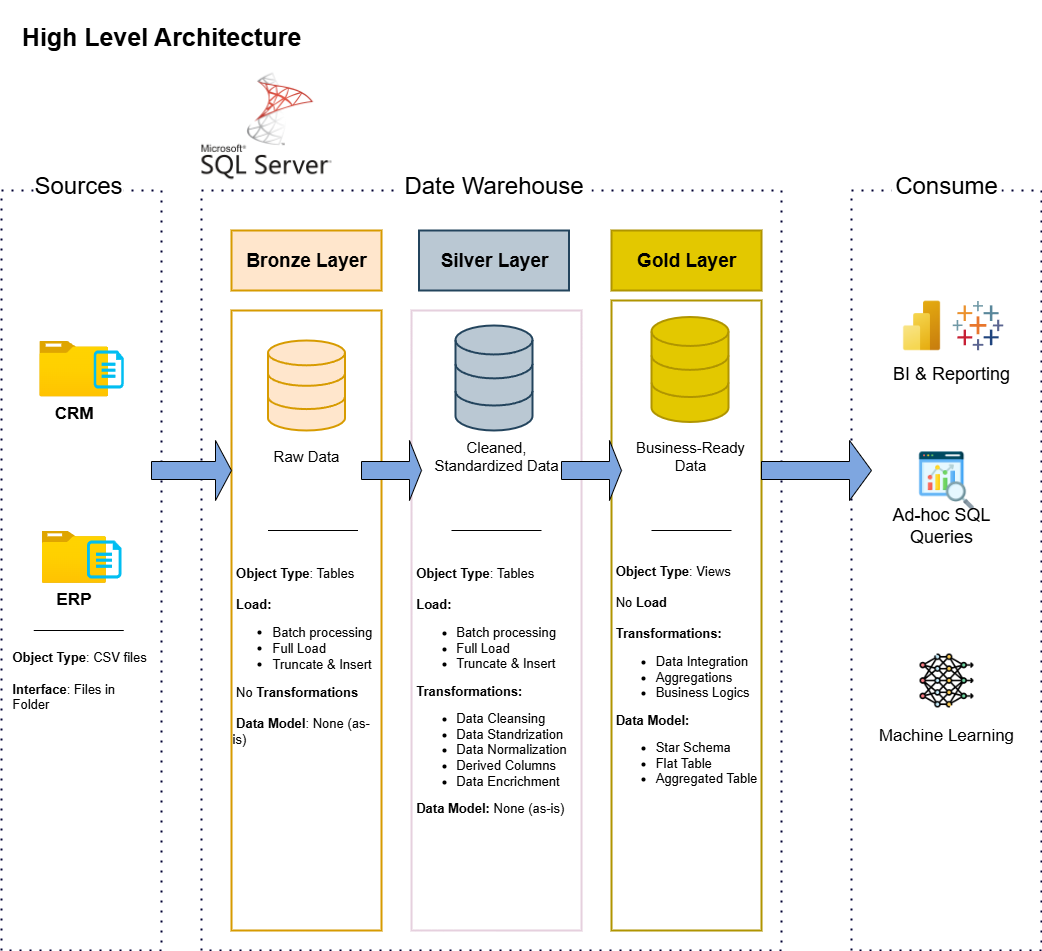 High Level Architecture
Microsoft®
SQL Server
Sources
CRM
ERP
Object Type: CSV files
Interface: Files in
Folder
Date Warehouse
Bronze Layer
Raw Data
Object Type: Tables
Load:
• Batch processing
• Full Load
• Truncate & Insert
No Transformations
Data Model: None (as-
is)
Silver Layer
Cleaned,
Standardized Data
Object Type: Tables
Load:
• Batch processing
• Full Load
• Truncate & Insert
Transformations:
• Data Cleansing
• Data Standrization
• Data Normalization
• Derived Columns
• Data Encrichment
Data Model: None (as-is)
Gold Layer
Business-Ready
Data
Object Type: Views
No Load
Transformations:
• Data Integration
• Aggregations
• Business Logics
Data Model:
• Star Schema
• Flat Table
• Aggregated Table
Consume
BI & Reporting
Ad-hoc SQL
Queries
Machine Learning